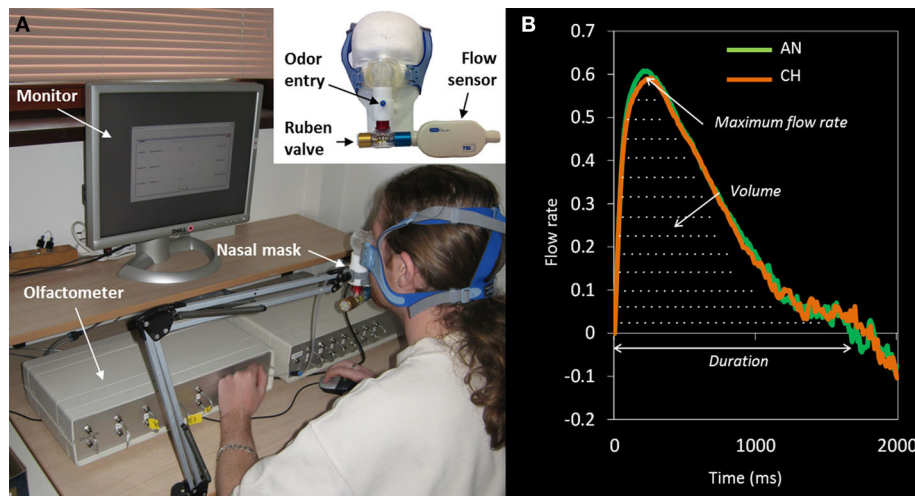 A
Monitor
Odor
entry
Flow
sensor
Ruben
valve
TSI
DELL
Nasal mask
Olfactometer
B
AN
CH
Maximum flow rate
Volume
Duration
Flow rate
0.7
0.6
0.5
0.4
0.3
0.2
0.1
0
-0.1
-0.2
0
1000
2000
Time (ms)